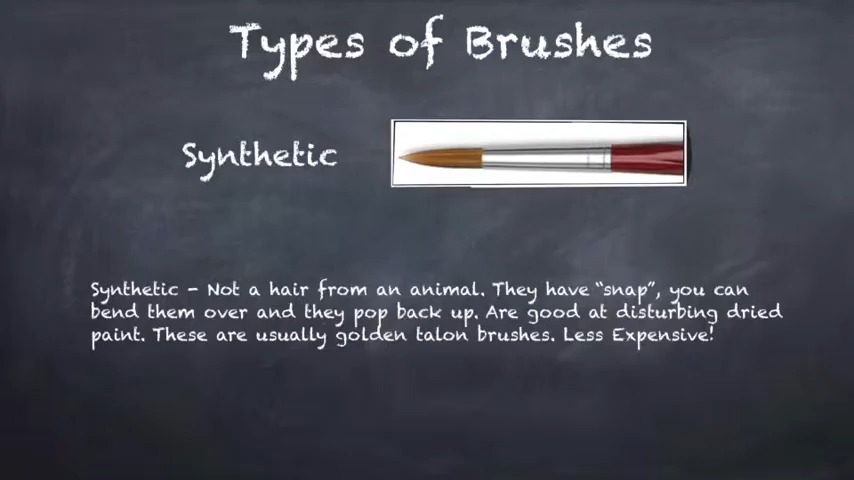 Types of Brushes
Synthetic
Synthetic - Not a hair from an animal. They have “snap”, you can
bend them over and they pop back up. Are good at disturbing dried
paint. These are usually golden talon brushes. Less Expensive!